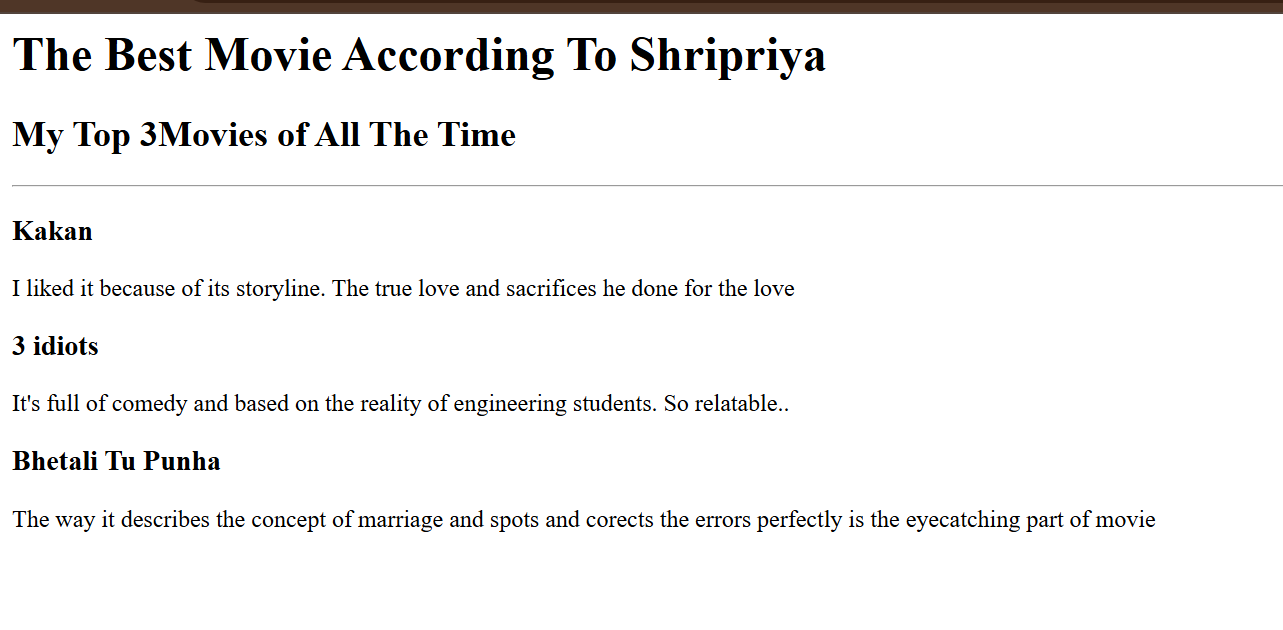 The Best Movie According To Shripriya
My Top 3Movies of All The Time
Kakan
I liked it because of its storyline. The true love and sacrifices he done for the love
3 idiots
It's full of comedy and based on the reality of engineering students. So relatable..
Bhetali Tu Punha
The way it describes the concept of marriage and spots and corects the errors perfectly is the eyecatching part of movie